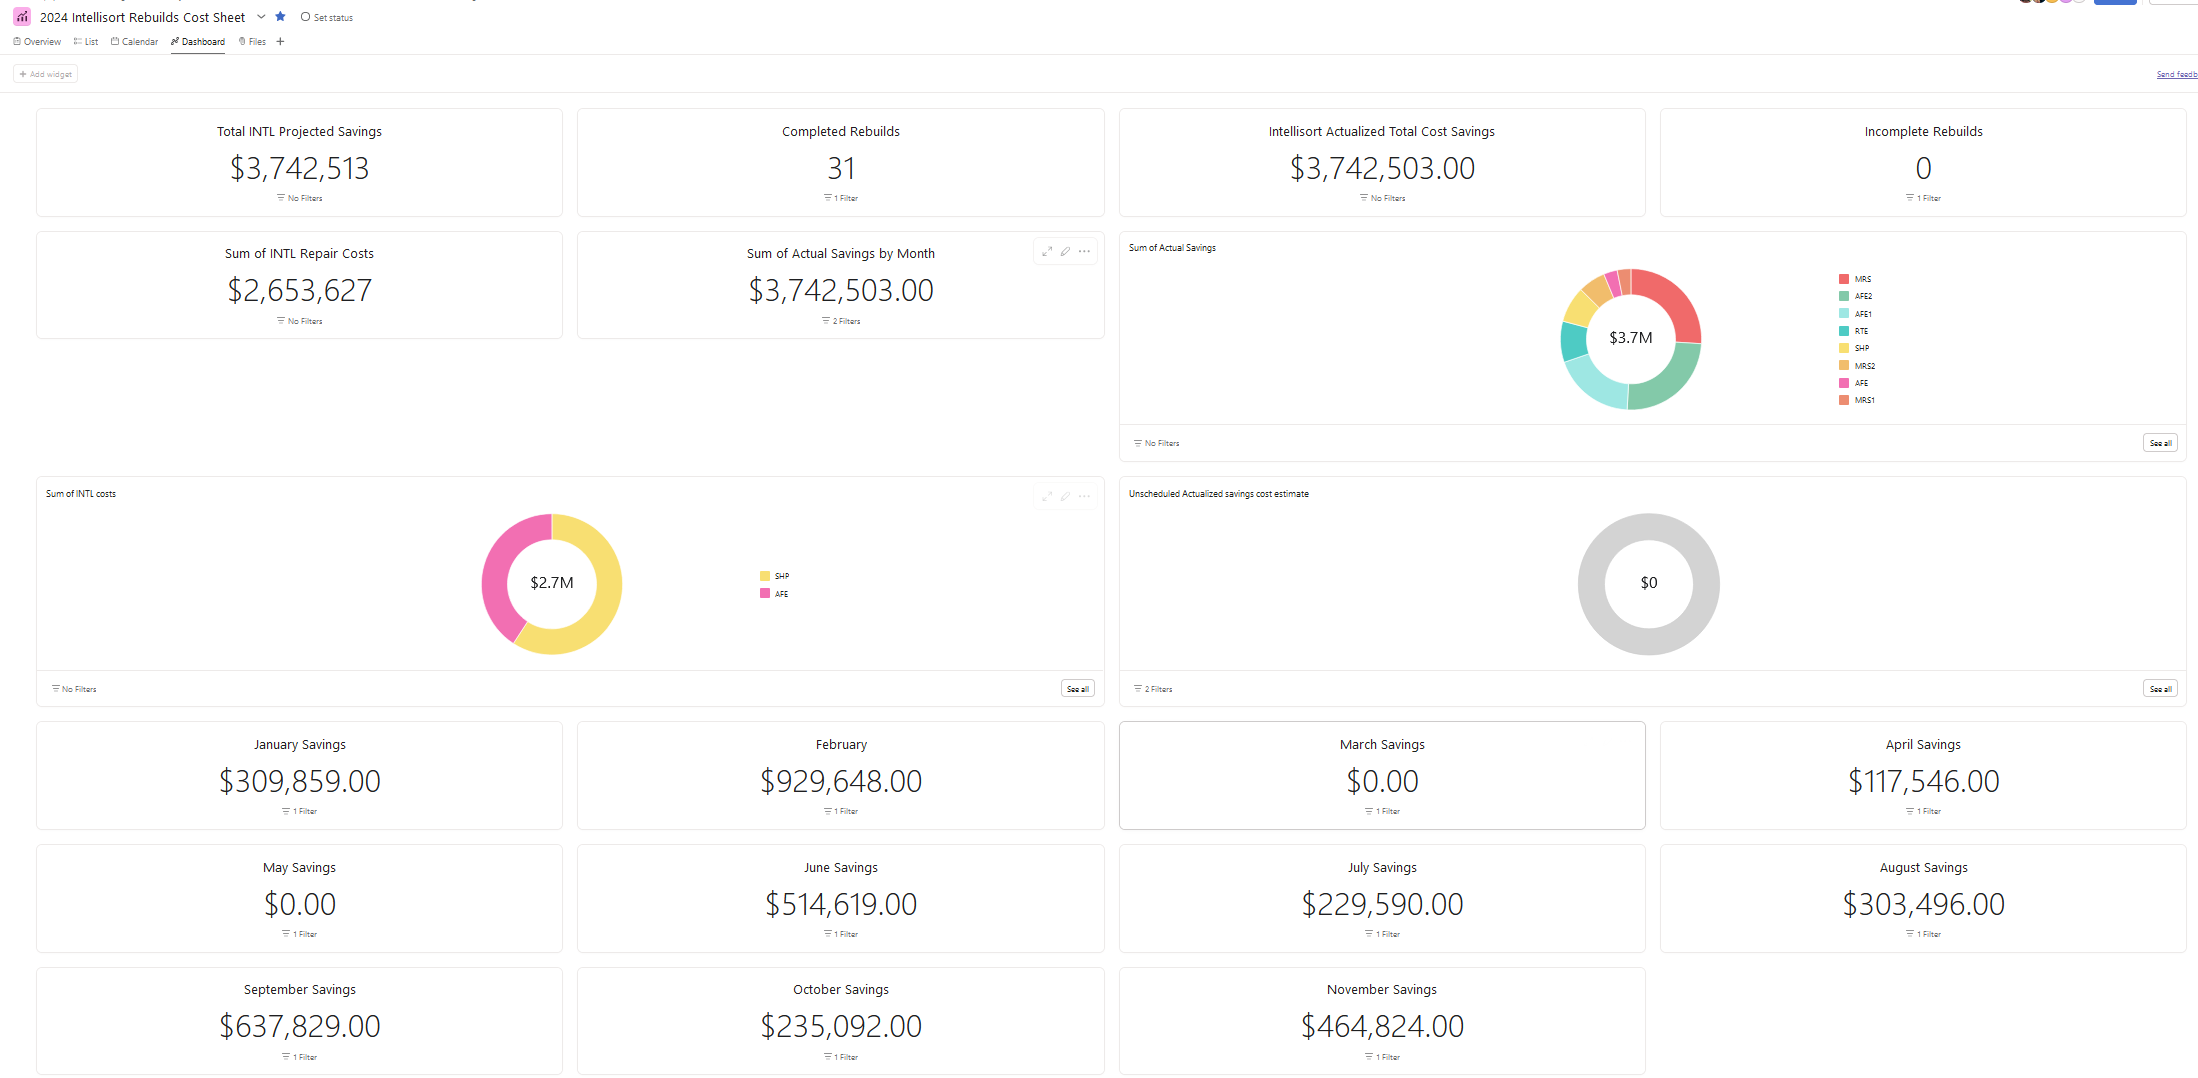 2024 Intellisort Rebuilds Cost Sheet
Set status
Overview
List
Calendar
Dashboard
Files
Add widget
Send feedb
Total INTL Projected Savings
$3,742,513
No Filters
Completed Rebuilds
31
1 Filter
Intellisort Actualized Total Cost Savings
$3,742,503.00
No Filters
Incomplete Rebuilds
0
1 Filter
Sum of INTL Repair Costs
$2,653,627
No Filters
Sum of Actual Savings by Month
$3,742,503.00
2 Filters
Sum of Actual Savings
$3.7M
MRS
AFE2
AFE1
RTE
SHP
MRS2
AFE
MRS1
No Filters
See all
Sum of INTL costs
$2.7M
SHP
AFE
No Filters
See all
Unscheduled Actualized savings cost estimate
$0
2 Filters
See all
January Savings
$309,859.00
1 Filter
February
$929,648.00
1 Filter
March Savings
$0.00
1 Filter
April Savings
$117,546.00
1 Filter
May Savings
$0.00
1 Filter
June Savings
$514,619.00
1 Filter
July Savings
$229,590.00
1 Filter
August Savings
$303,496.00
1 Filter
September Savings
$637,829.00
1 Filter
October Savings
$235,092.00
1 Filter
November Savings
$464,824.00
1 Filter